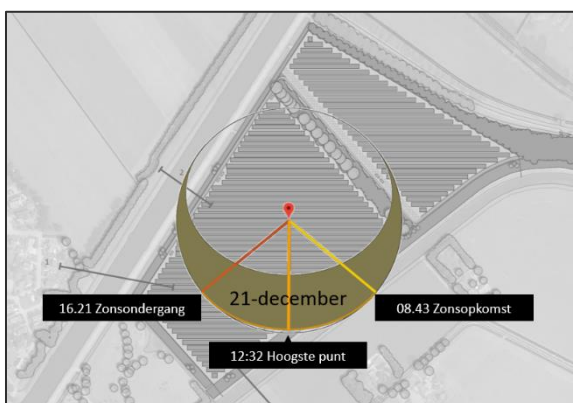 21-december
16.21 Zonsondergang
08.43 Zonsopkomst
12:32 Hoogste punt